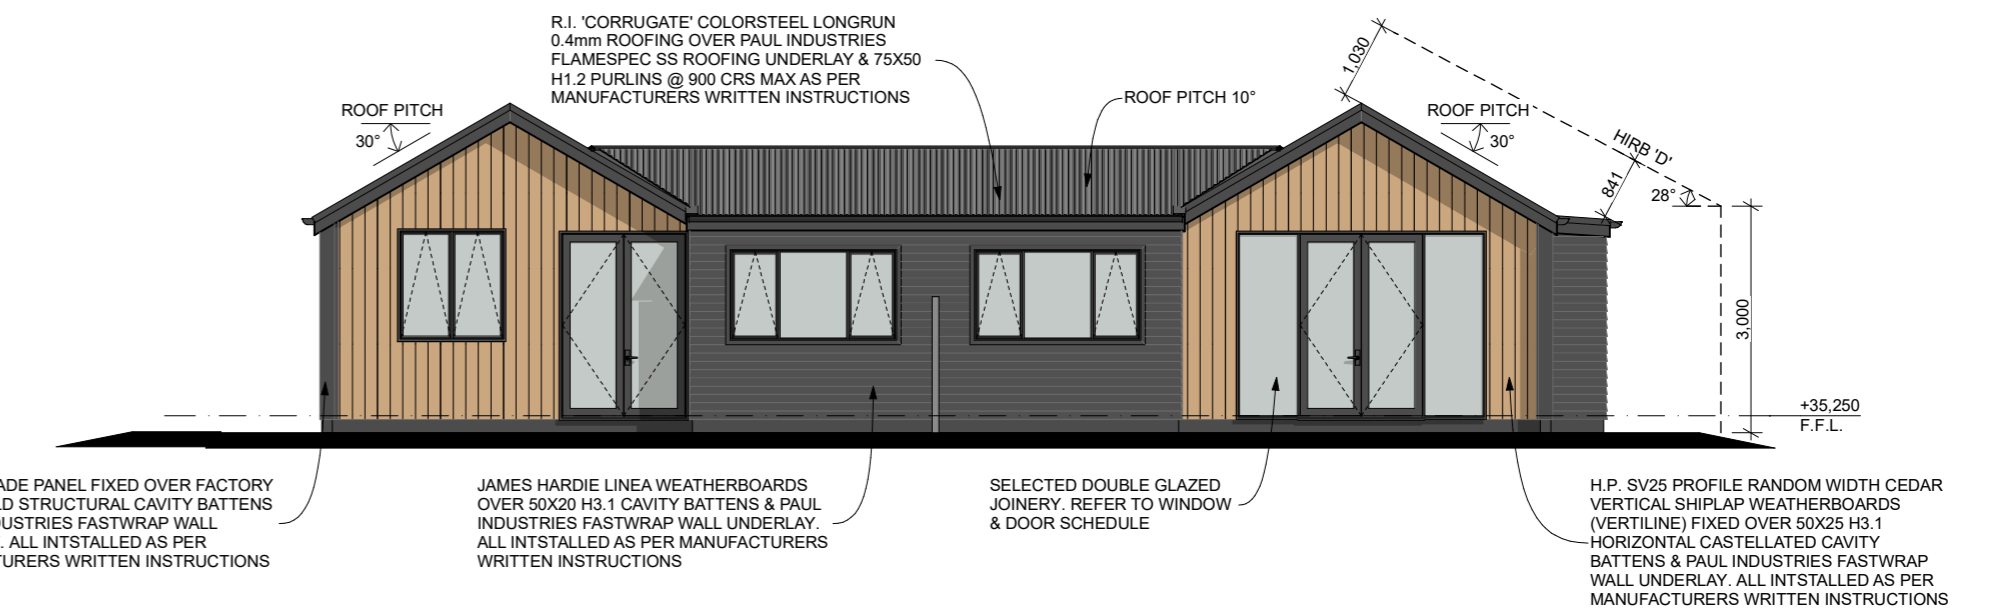 R.I. 'CORRUGATE' COLORSTEEL LONGRUN
0.4mm ROOFING OVER PAUL INDUSTRIES
FLAMESPEC SS ROOFING UNDERLAY & 75X50
H1.2 PURLINS @ 900 CRS MAX AS PER
MANUFACTURERS WRITTEN INSTRUCTIONS
ROOF PITCH
30°
ROOF PITCH 10°
1,030
ROOF PITCH
30°
HIRB 'D'
841
28°
3,000
+35,250
F.F.L.
ADE PANEL FIXED OVER FACTORY
LD STRUCTURAL CAVITY BATTENS
DUSTRIES FASTWRAP WALL
. ALL INTSTALLED AS PER
TURERS WRITTEN INSTRUCTIONS
JAMES HARDIE LINEA WEATHERBOARDS
OVER 50X20 H3.1 CAVITY BATTENS & PAUL
INDUSTRIES FASTWRAP WALL UNDERLAY.
ALL INTSTALLED AS PER MANUFACTURERS
WRITTEN INSTRUCTIONS
SELECTED DOUBLE GLAZED
JOINERY. REFER TO WINDOW
& DOOR SCHEDULE
H.P. SV25 PROFILE RANDOM WIDTH CEDAR
VERTICAL SHIPLAP WEATHERBOARDS
(VERTILINE) FIXED OVER 50X25 H3.1
HORIZONTAL CASTELLATED CAVITY
BATTENS & PAUL INDUSTRIES FASTWRAP
WALL UNDERLAY. ALL INTSTALLED AS PER
MANUFACTURERS WRITTEN INSTRUCTIONS